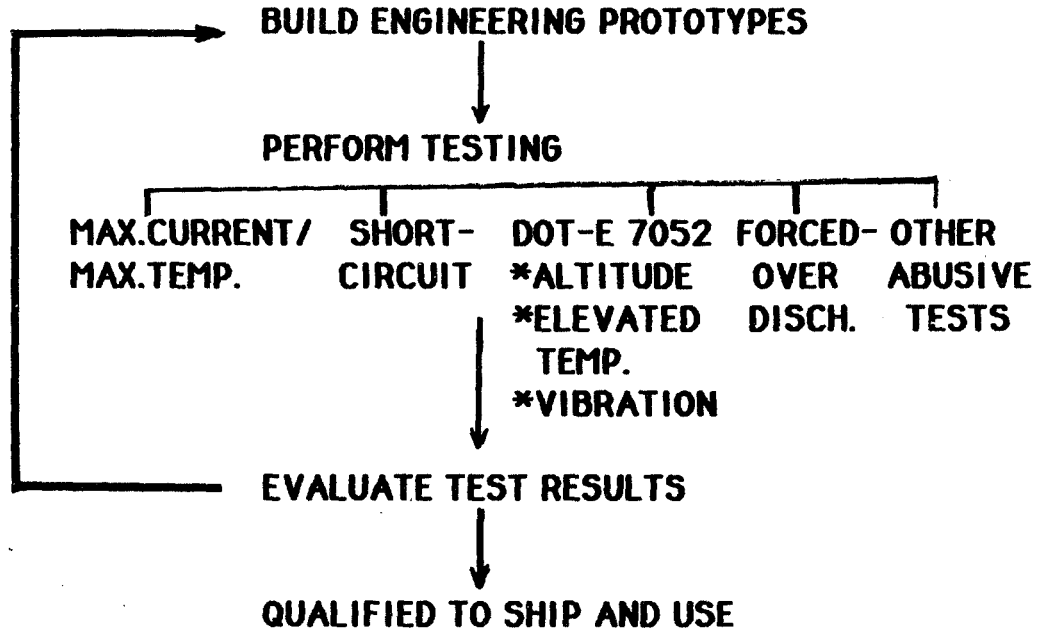 BUILD ENGINEERING PROTOTYPES
PERFORM TESTING
MAX.CURRENT/
MAX.TEMP.
SHORT-
CIRCUIT
DOT-E 7052
*ALTITUDE
*ELEVATED
TEMP.
*VIBRATION
FORCED-
OVER
DISCH.
OTHER
ABUSIVE
TESTS
EVALUATE TEST RESULTS
QUALIFIED TO SHIP AND USE